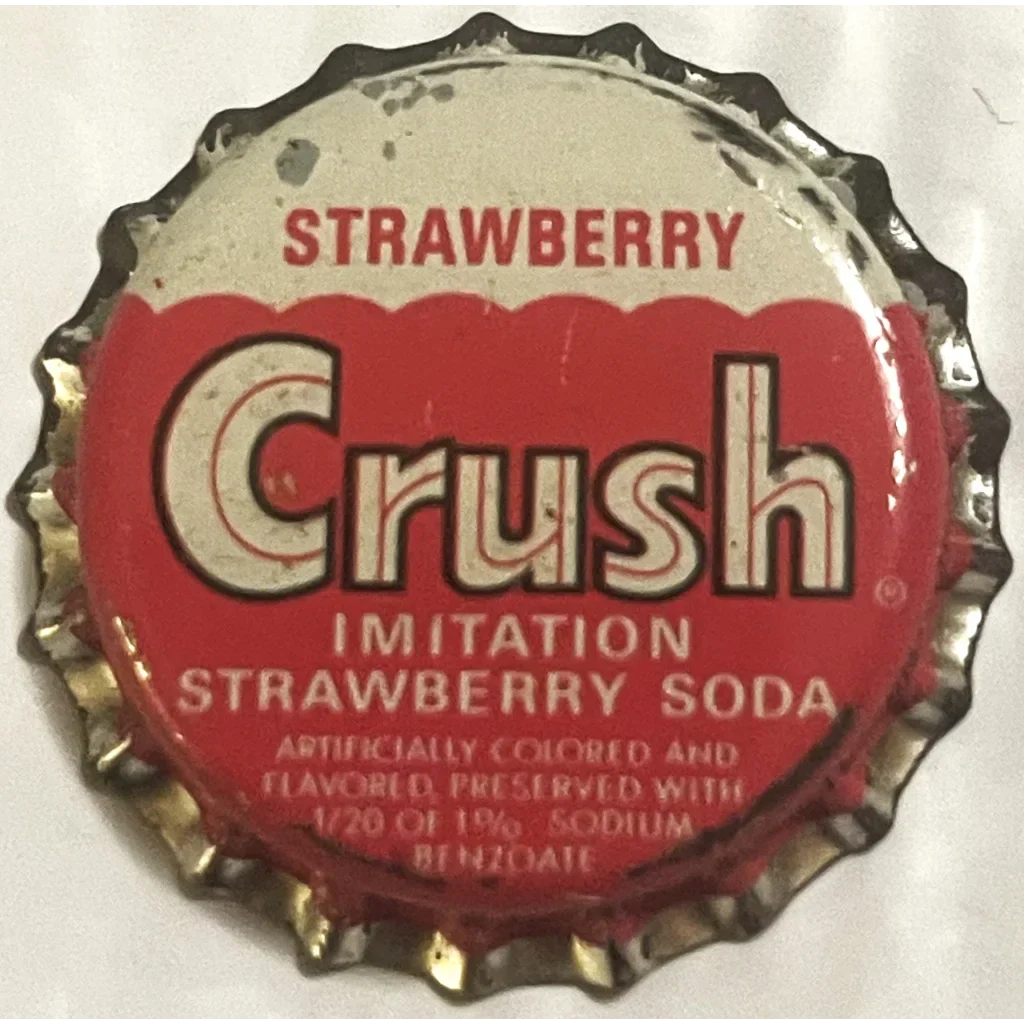 STRAWBERRY
Crush
®
IMITATION
STRAWBERRY SODA
ARTIFICIALLY COLORED AND
FLAVORED, PRESERVED WITH
1/20 OF 1% SODIUM
BENZOATE